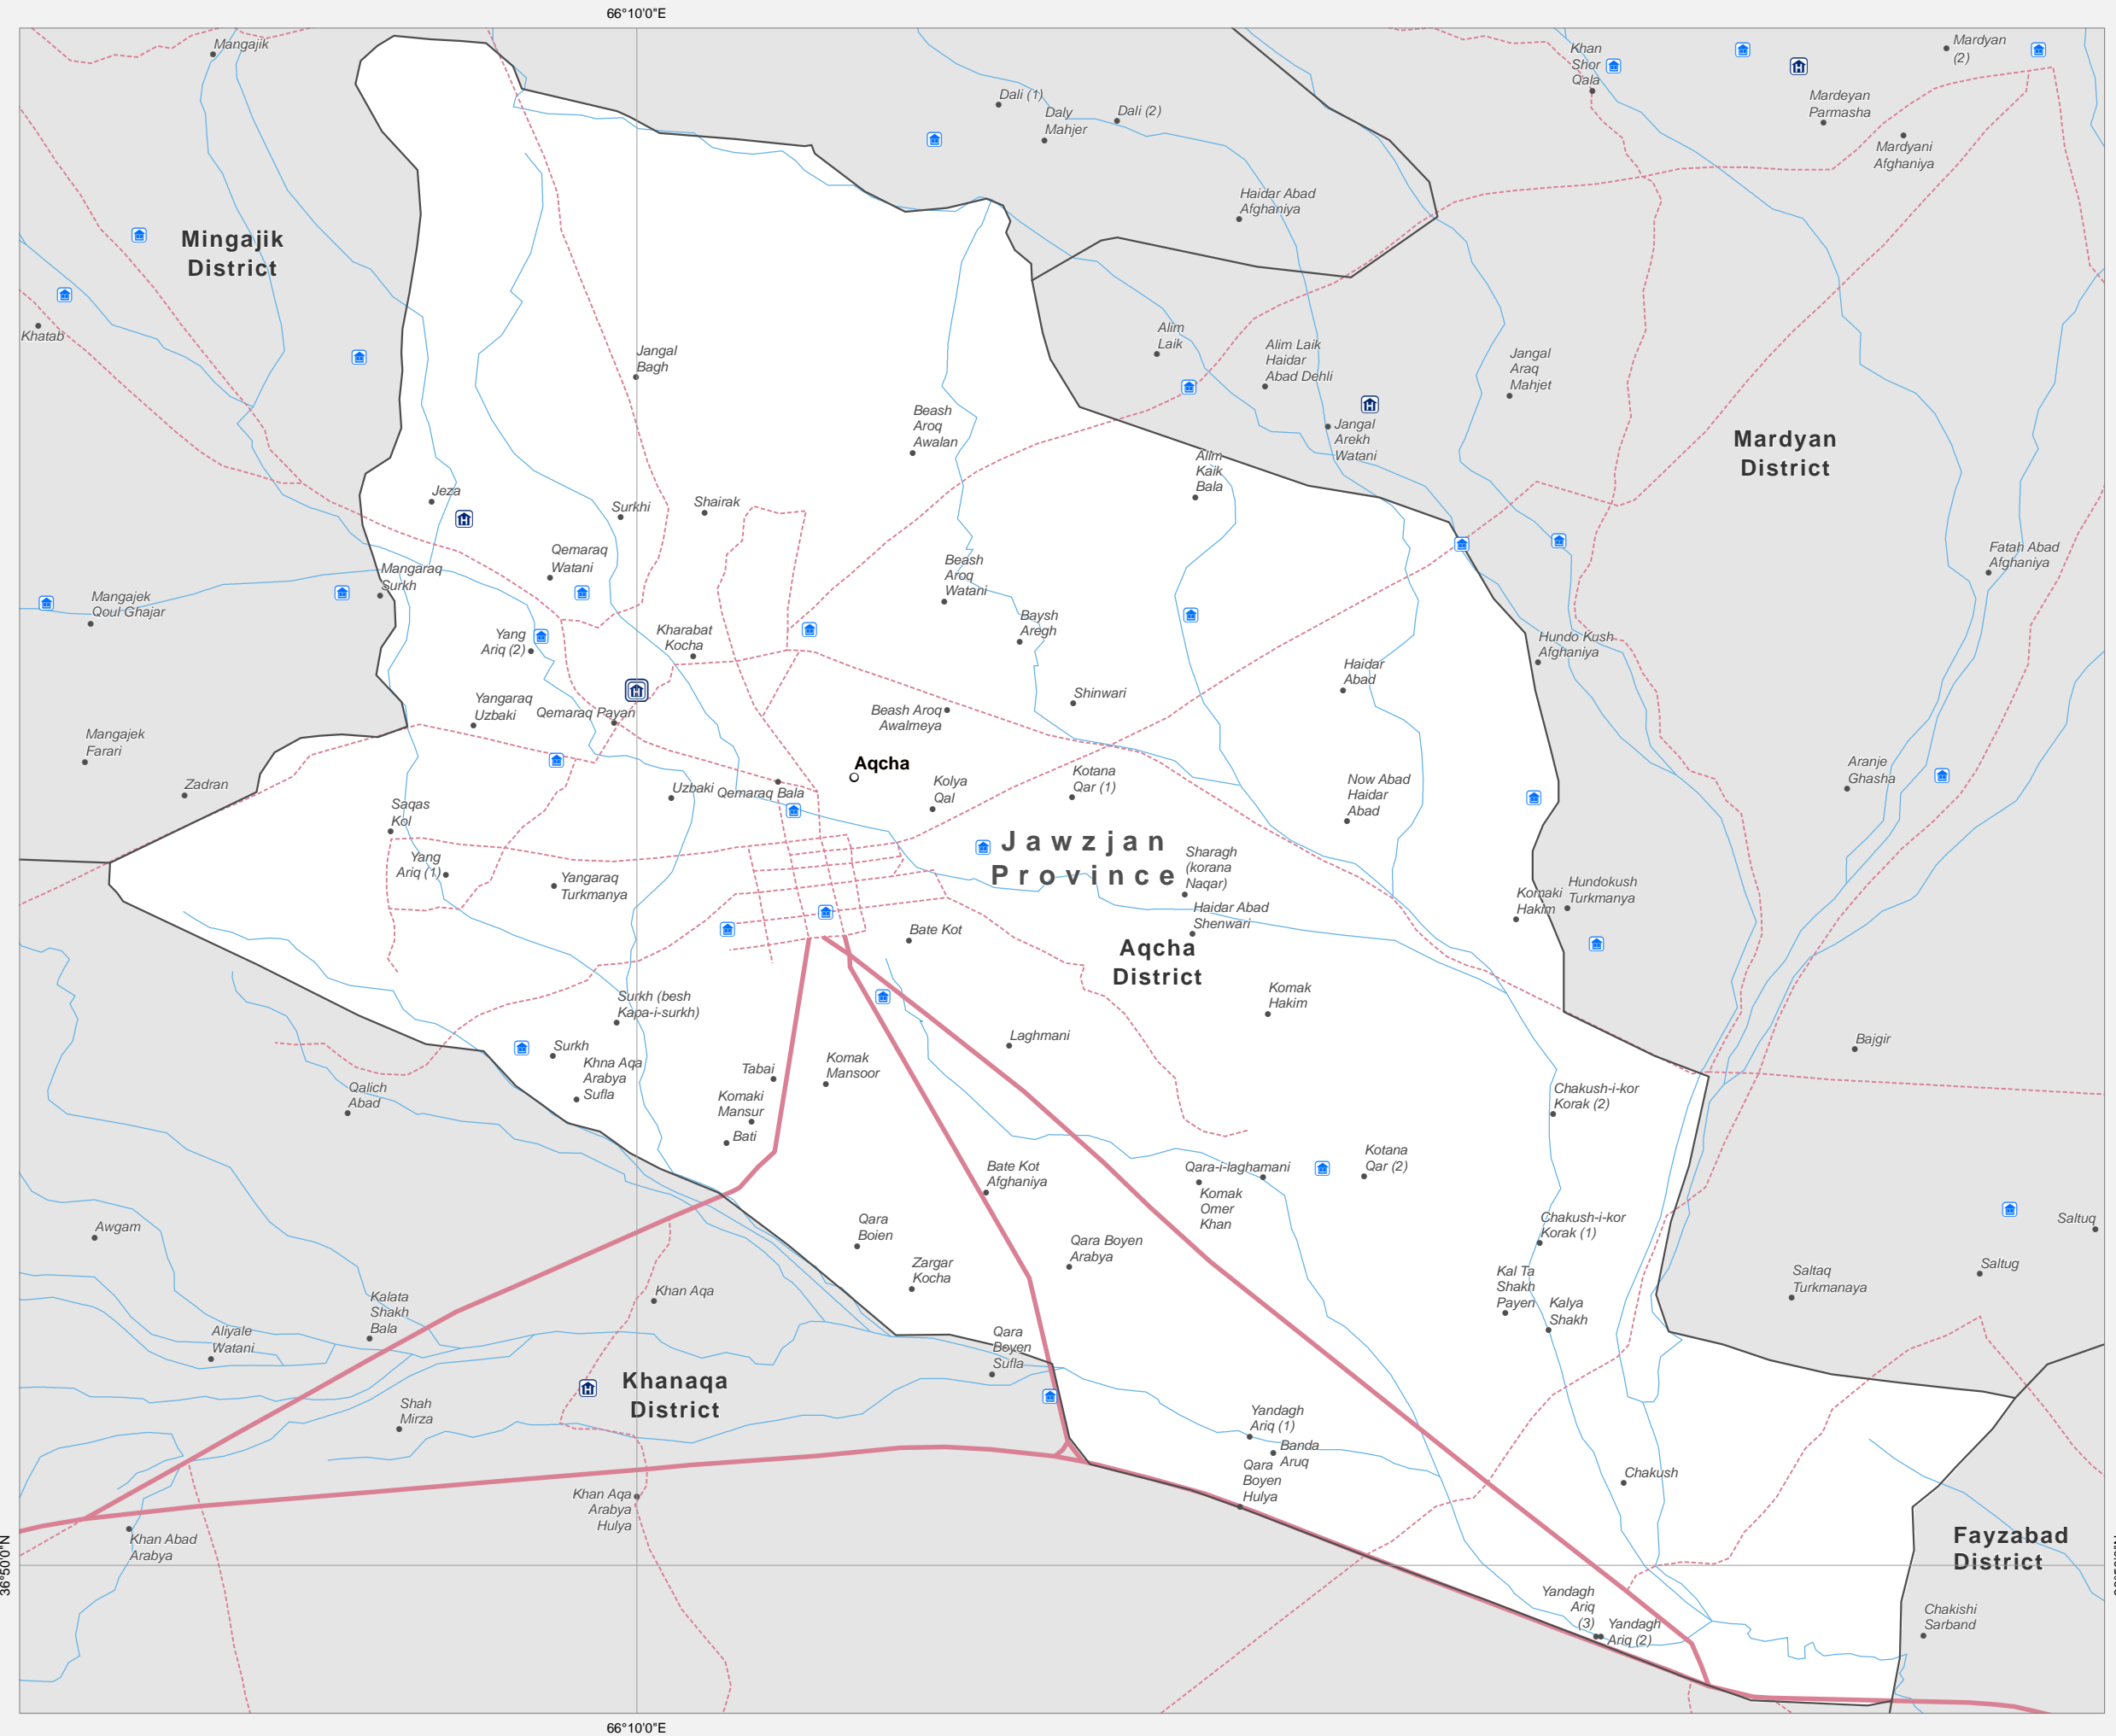 66°10'0"E
Mangajik
Khan
Shor
Qala
Mardyan
(2)
Dali (1)
Daly
Mahjer
Dali (2)
Mardeyan
Parmasha
Mardyani
Afghaniya
Haidar Abad
Afghaniya
Mingajik
District
Khatab
Jangal
Bagh
Alim
Laik
Alim Laik
Haidar
Abad Dehli
Jangal
Araq
Mahjet
Beash
Aroq
Awalan
Jangal
Arekh
Watani
Mardyan
District
Alim
Kaik
Bala
Jeza
Surkhi
Shairak
Qemaraq
Watani
Mangaraq
Surkh
Beash
Aroq
Watani
Fatah Abad
Afghaniya
Mangajek
Qoul Ghajar
Yang
Ariq (2)
Kharabat
Kocha
Baysh
Aregh
Hundo Kush
Afghaniya
Haidar
Abad
Yangaraq
Uzbaki
Qemaraq Payan
Beash Aroq
Awalmeya
Shinwari
Mangajek
Farari
Zadran
Aqcha
Uzbaki
Qemaraq Bala
Kolya
Qal
Kotana
Qar (1)
Now Abad
Haidar
Abad
Aranje
Ghasha
Saqas
Kol
Jawzjan
Province
Yang
Ariq (1)
Yangaraq
Turkmanya
Sharagh
(korana
Naqar)
Haidar Abad
Shenwari
Komaki
Hakim
Hundokush
Turkmanya
Bate Kot
Aqcha
District
Surkh (besh
Kapa-i-surkh)
Komak
Hakim
Surkh
Khna Aqa
Arabya
Sufla
Laghmani
Bajgir
Qalich
Abad
Tabai
Komak
Mansoor
Komaki
Mansur
Bati
Chakush-i-kor
Korak (2)
Bate Kot
Afghaniya
Qara-i-laghamani
Komak
Omer
Khan
Kotana
Qar (2)
Awgam
Qara
Boien
Qara Boyen
Arabya
Chakush-i-kor
Korak (1)
Saltuq
Saltug
Zargar
Kocha
Kal Ta
Shakh
Payen
Kalya
Shakh
Saltaq
Turkmanaya
Khan Aqa
Kalata
Shakh
Bala
Aliyale
Watani
Qara
Boyen
Sufla
Khanaqa
District
Shah
Mirza
Yandagh
Ariq (1)
Banda
Aruq
Qara
Boyen
Hulya
Chakush
Khan Aqa
Arabya
Hulya
Khan Abad
Arabya
36°50'0"N
Fayzabad
District
Yandagh
Ariq
(3)
Yandagh
Ariq (2)
Chakishi
Sarband
66°10'0"E